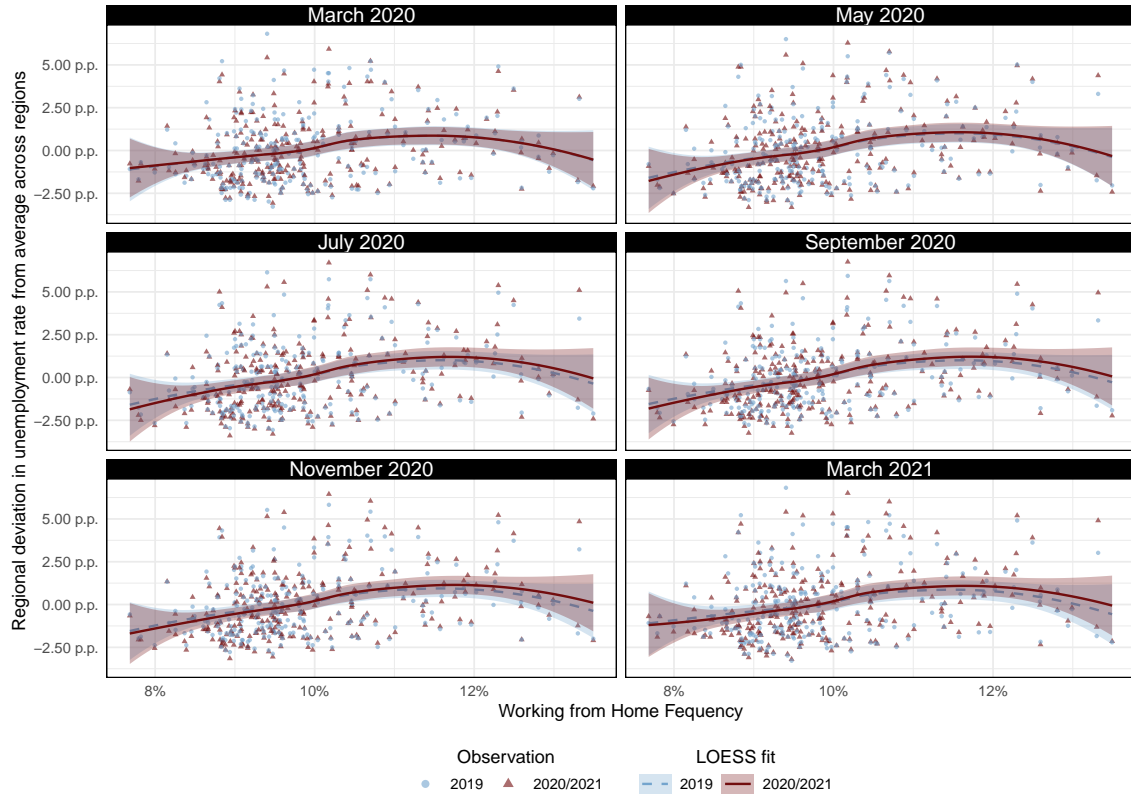 March 2020
May 2020
5.00 p.p.
2.50 p.p.
0.00 p.p.
−2.50 p.p.
July 2020
September 2020
5.00 p.p.
2.50 p.p.
0.00 p.p.
−2.50 p.p.
November 2020
March 2021
5.00 p.p.
2.50 p.p.
0.00 p.p.
−2.50 p.p.
Regional deviation in unemployment rate from average across regions
8% 10% 12% 8% 10% 12%
Working from Home Fequency
Observation LOESS fit
2019 2020/2021 2019 2020/2021